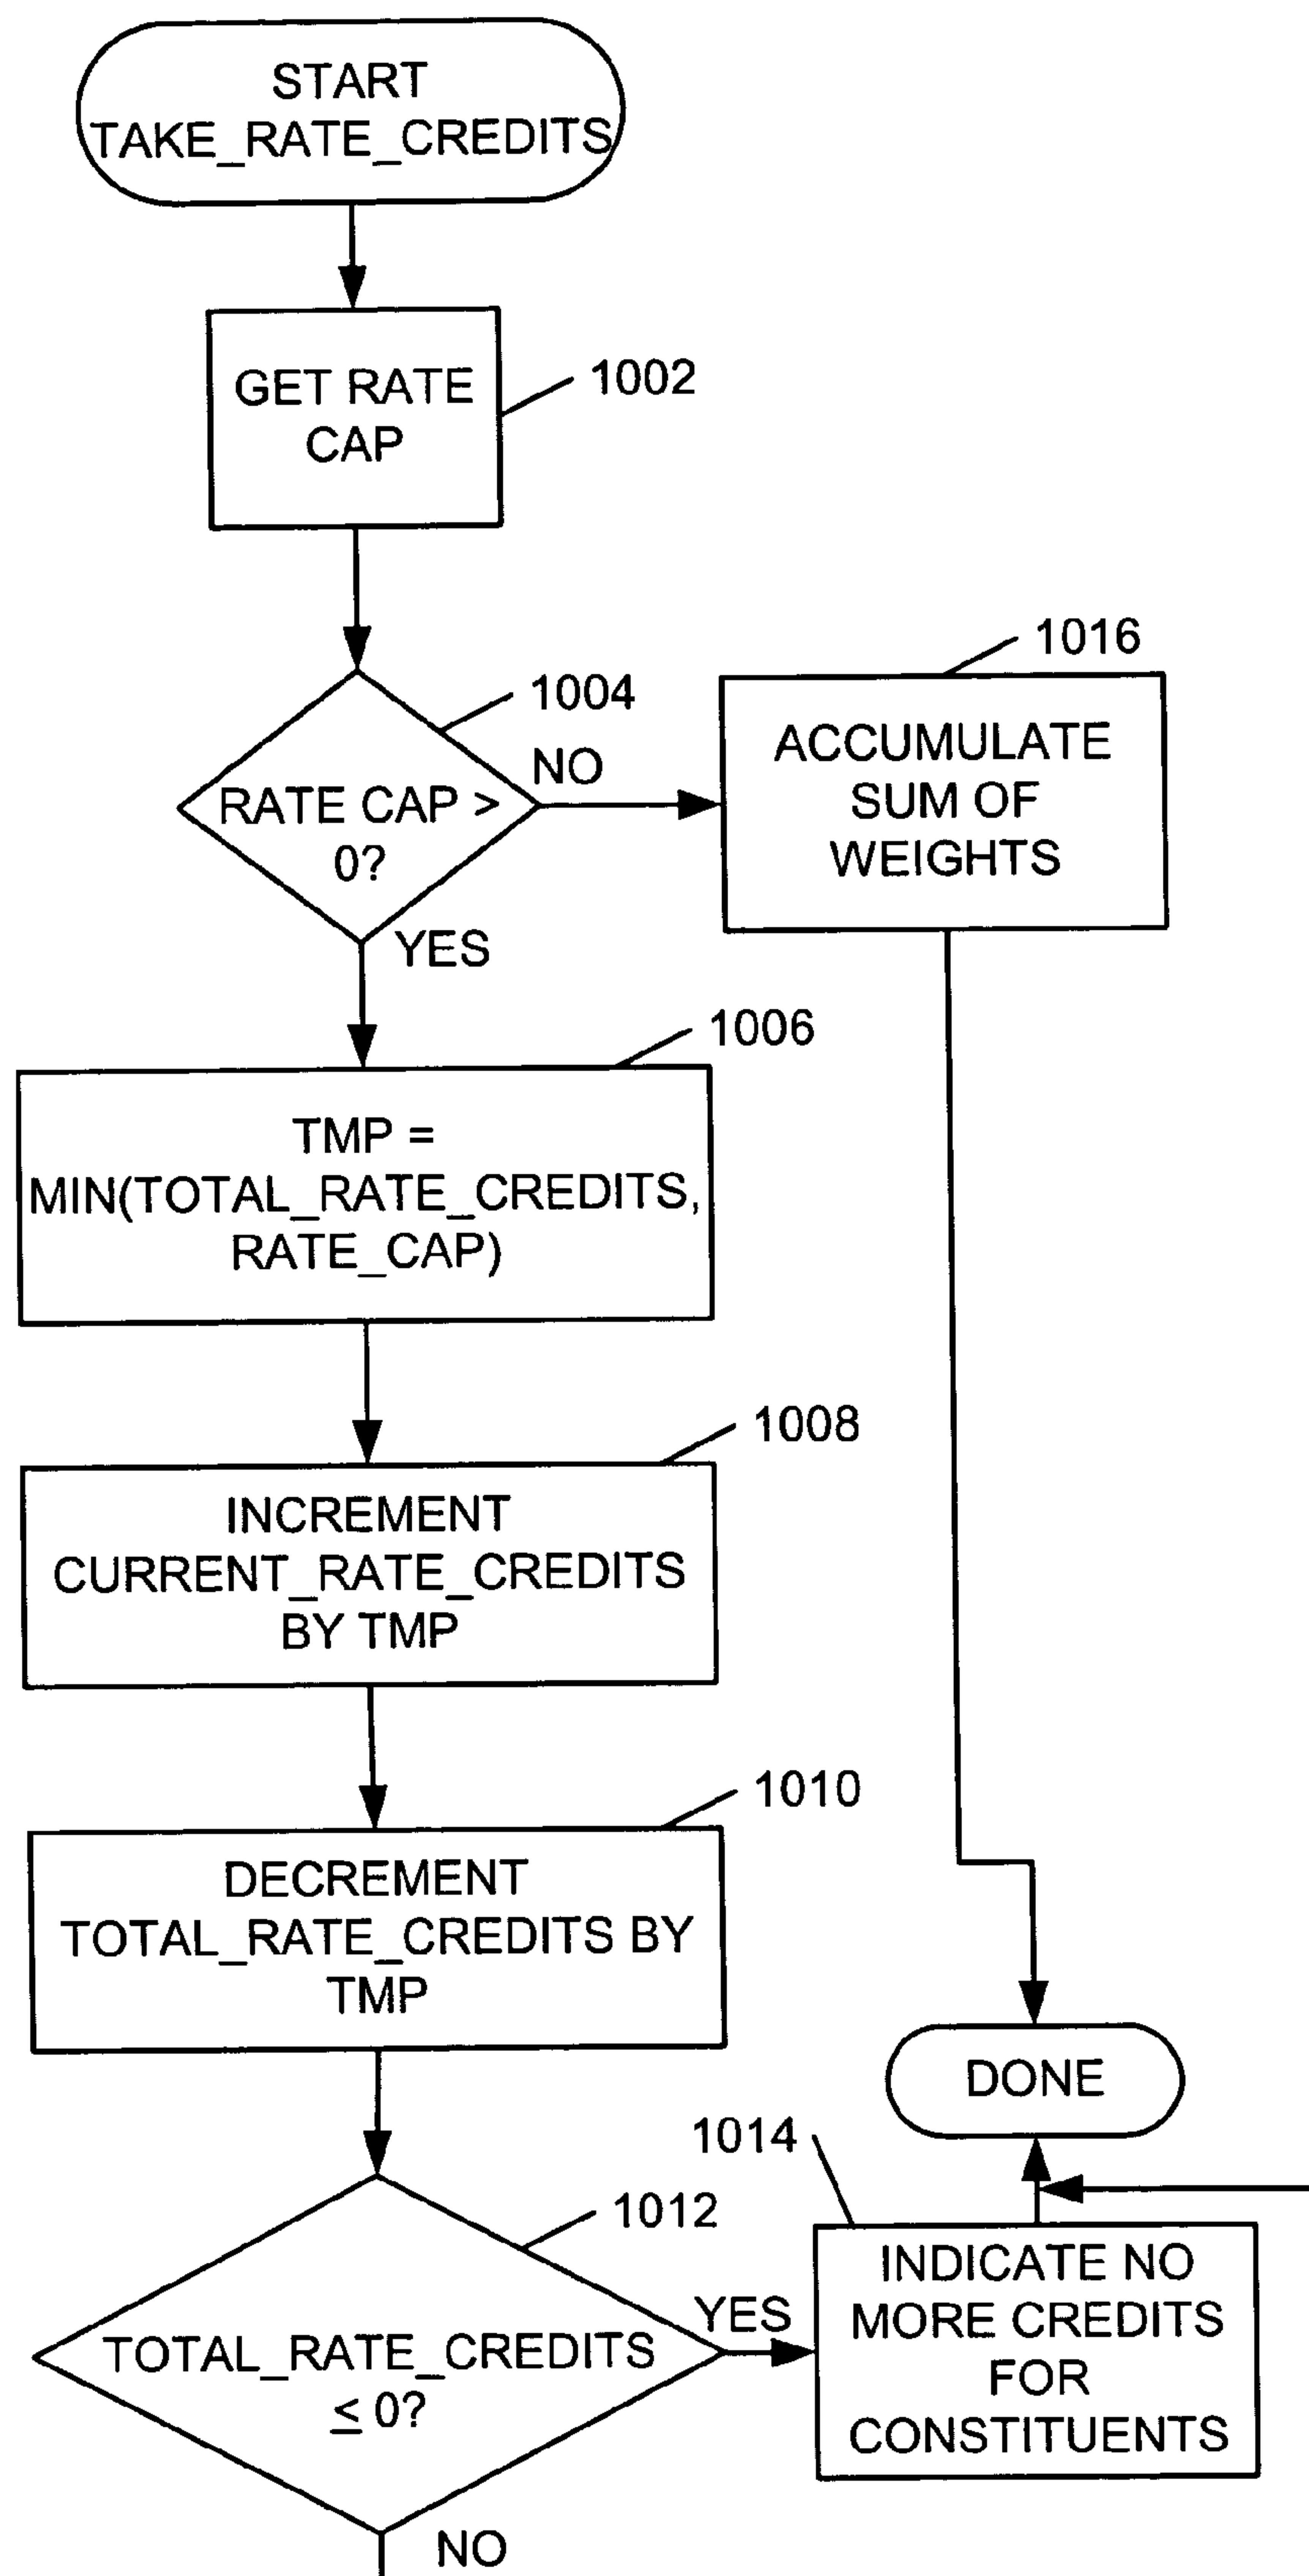 START
TAKE_RATE_CREDITS
GET RATE
CAP
1002
1004
RATE CAP >
0?
NO
YES
1016
ACCUMULATE
SUM OF
WEIGHTS
1006
TMP =
MIN(TOTAL_RATE_CREDITS,
RATE_CAP)
1008
INCREMENT
CURRENT_RATE_CREDITS
BY TMP
1010
DECREMENT
TOTAL_RATE_CREDITS BY
TMP
DONE
1012
TOTAL_RATE_CREDITS
≤ 0?
YES
NO
1014
INDICATE NO
MORE CREDITS
FOR
CONSTITUENTS